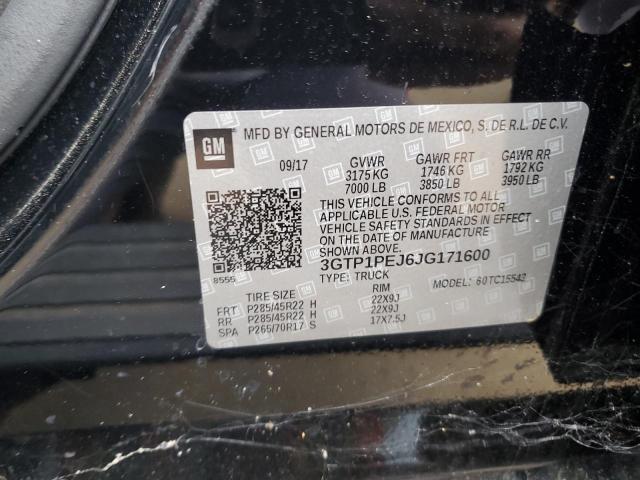 GM
MFD BY GENERAL MOTORS DE MEXICO, S. DE R.L. DE C.V.
09/17 GVWR GAWR FRT GAWR RR
3175 KG 1746 KG 1792 KG
7000 LB 3850 LB 3950 LB
THIS VEHICLE CONFORMS TO ALL
APPLICABLE U.S. FEDERAL MOTOR
VEHICLE SAFETY STANDARDS IN EFFECT
ON THE DATE OF MANUFACTURE
SHOWN ABOVE.
3GTP1PEJ6JG171600
8555 TYPE: TRUCK
MODEL: 60TC15543
TIRE SIZE RIM
FRT P285/45R22 H 22X9J
RR P285/45R22 H 22X9J
SPA P265/70R17 S 17X7.5J